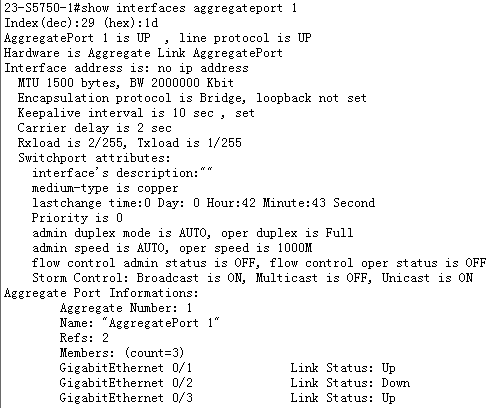 23-S5750-1#show interfaces aggregateport 1
Index(dec):29 (hex):1d
AggregatePort 1 is UP  , line protocol is UP
Hardware is Aggregate Link AggregatePort
Interface address is: no ip address
  MTU 1500 bytes, BW 2000000 Kbit
  Encapsulation protocol is Bridge, loopback not set
  Keepalive interval is 10 sec , set
  Carrier delay is 2 sec
  Rxload is 2/255, Txload is 1/255
  Switchport attributes:
    interface's description:""
    medium-type is copper
    lastchange time:0 Day: 0 Hour:42 Minute:43 Second
    Priority is 0
    admin duplex mode is AUTO, oper duplex is Full
    admin speed is AUTO, oper speed is 1000M
    flow control admin status is OFF, flow control oper status is OFF
    Storm Control: Broadcast is ON, Multicast is OFF, Unicast is ON
Aggregate Port Informations:
        Aggregate Number: 1
        Name: "AggregatePort 1"
        Refs: 2
        Members: (count=3)
        GigabitEthernet 0/1             Link Status: Up
        GigabitEthernet 0/2             Link Status: Down
        GigabitEthernet 0/3             Link Status: Up